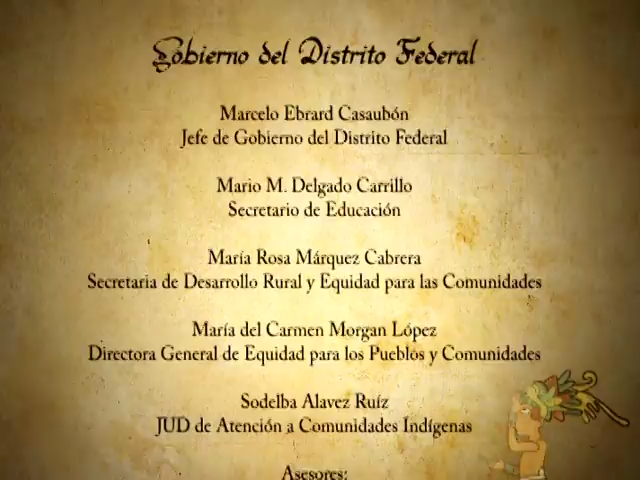 Gobierno del Distrito Federal
Marcelo Ebrard Casaubón
Jefe de Gobierno del Distrito Federal
Mario M. Delgado Carrillo
Secretario de Educación
María Rosa Márquez Cabrera
Secretaria de Desarrollo Rural y Equidad para las Comunidades
María del Carmen Morgan López
Directora General de Equidad para los Pueblos y Comunidades
Sodelba Alavez Ruíz
JUD de Atención a Comunidades Indígenas
Asesores: